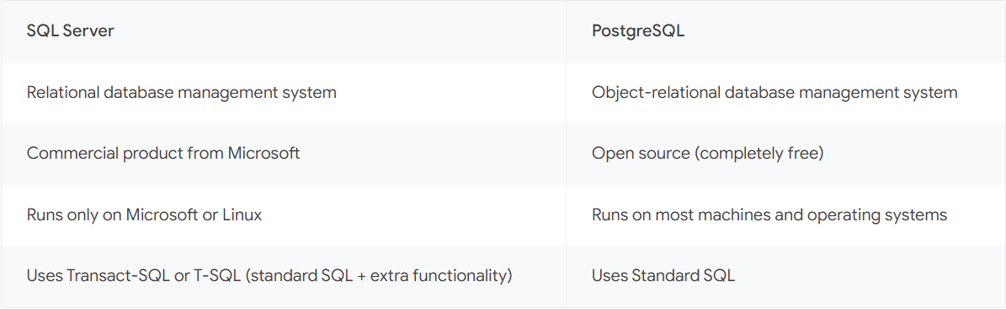 SQL Server PostgreSQL
Relational database management system Object-relational database management system
Commercial product from Microsoft Open source (completely free)
Runs only on Microsoft or Linux Runs on most machines and operating systems
Uses Transact-SQL or T-SQL (standard SQL + extra functionality) Uses Standard SQL